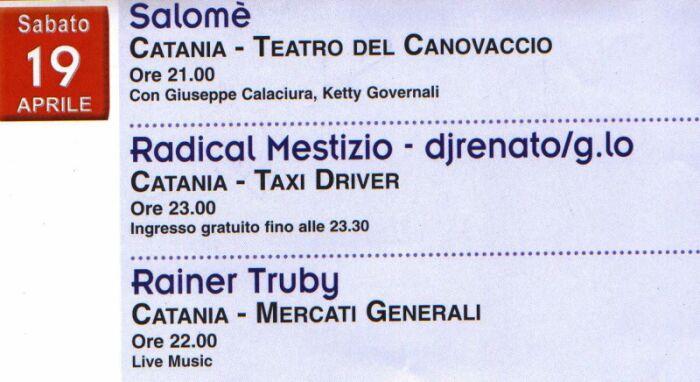 Sabato
19
APRILE
Salomè
CATANIA - TEATRO DEL CANOVACCIO
Ore 21.00
Con Giuseppe Calaciura, Ketty Governali
Radical Mestizio - djrenato/g.lo
CATANIA - TAXI DRIVER
Ore 23.00
Ingresso gratuito fino alle 23.30
Rainer Truby
CATANIA - MERCATI GENERALI
Ore 22.00
Live Music